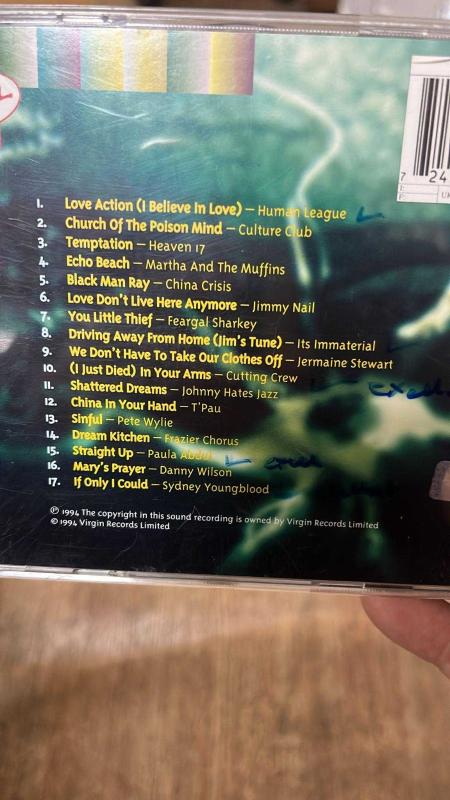 7 24
1. Love Action (I Believe In Love) – Human League
2. Church Of The Poison Mind – Culture Club
3. Temptation – Heaven 17
4. Echo Beach – Martha And The Muffins
5. Black Man Ray – China Crisis
6. Love Don't Live Here Anymore – Jimmy Nail
7. You Little Thief – Feargal Sharkey
8. Driving Away From Home (Jim's Tune) – Its Immaterial
9. We Don't Have To Take Our Clothes Off – Jermaine Stewart
10. (I Just Died) In Your Arms – Cutting Crew
11. Shattered Dreams – Johnny Hates Jazz
12. China In Your Hand – T'Pau
13. Sinful – Pete Wylie
14. Dream Kitchen – Frazier Chorus
15. Straight Up – Paula Abdul
16. Mary's Prayer – Danny Wilson
17. If Only I Could – Sydney Youngblood
℗ 1994 The copyright in this sound recording is owned by Virgin Records Limited
© 1994 Virgin Records Limited